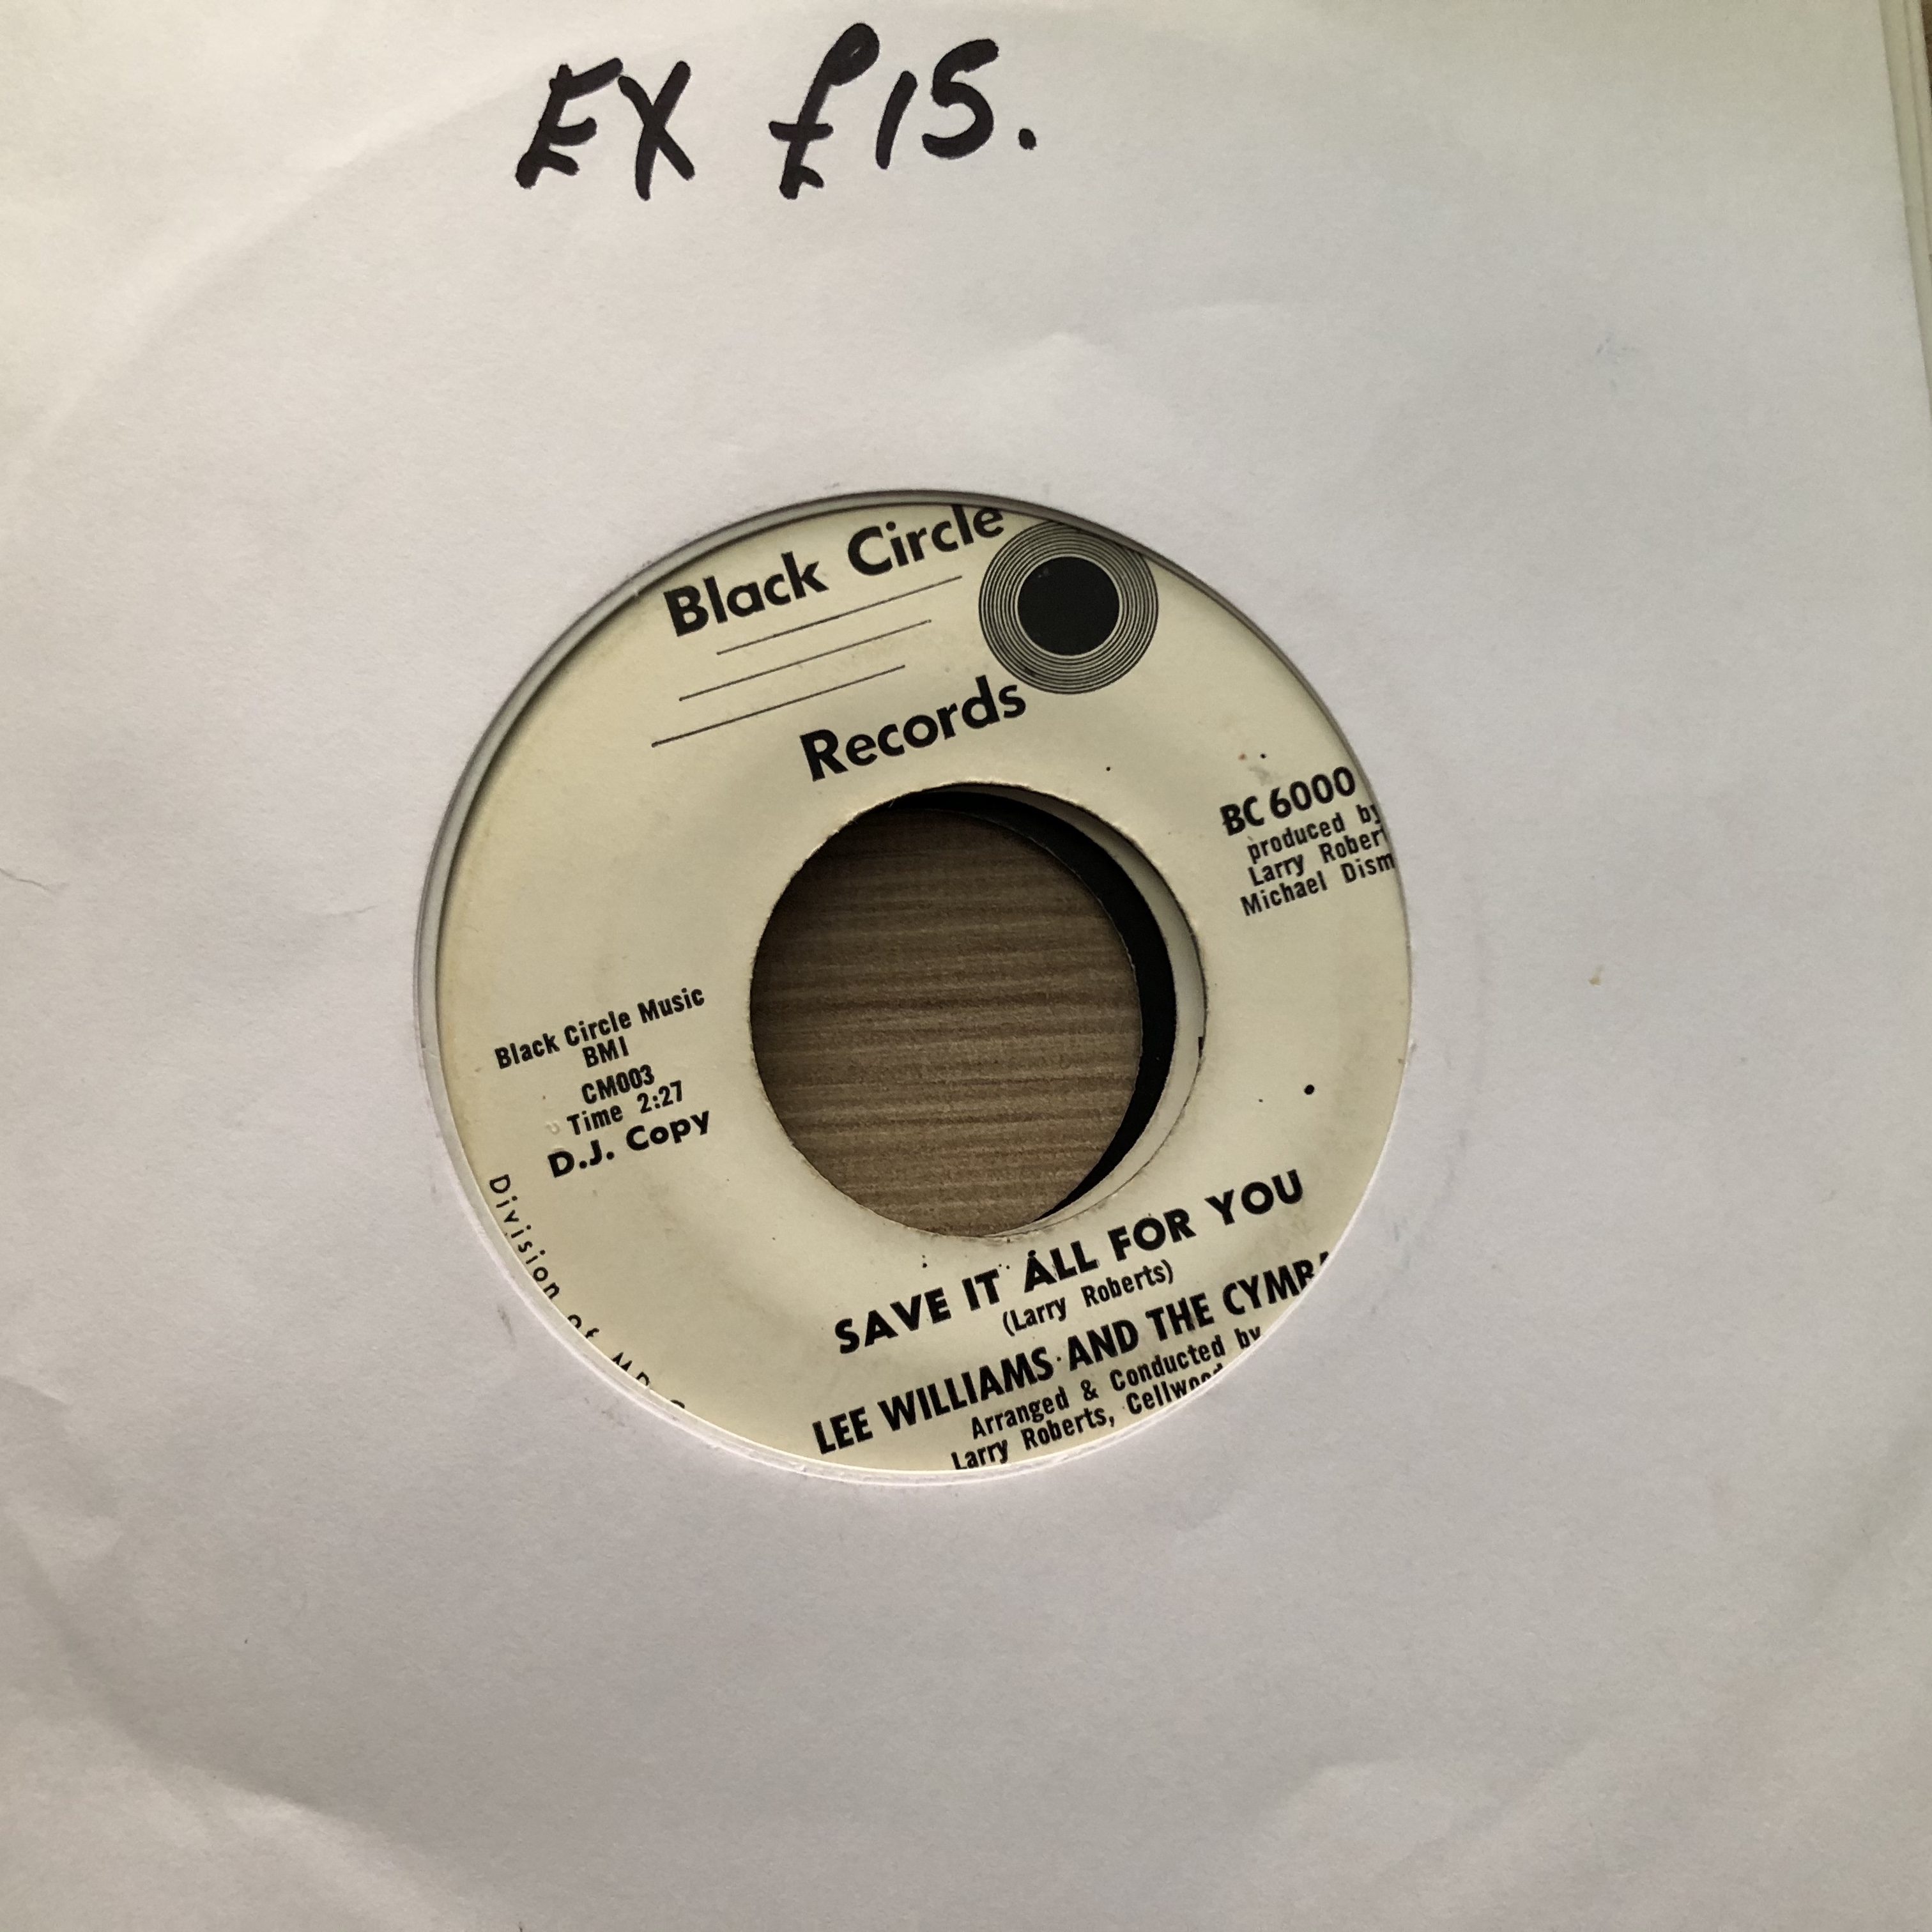 EX £15.
Black Circle
Records
BC 6000
produced by
Larry Robert
Michael Dism
Black Circle Music
BMI
CM003
Time 2:27
D.J. Copy
Division of
SAVE IT ALL FOR YOU
(Larry Roberts)
LEE WILLIAMS AND THE CYMBA
Arranged & Conducted by
Larry Roberts, Cellwood